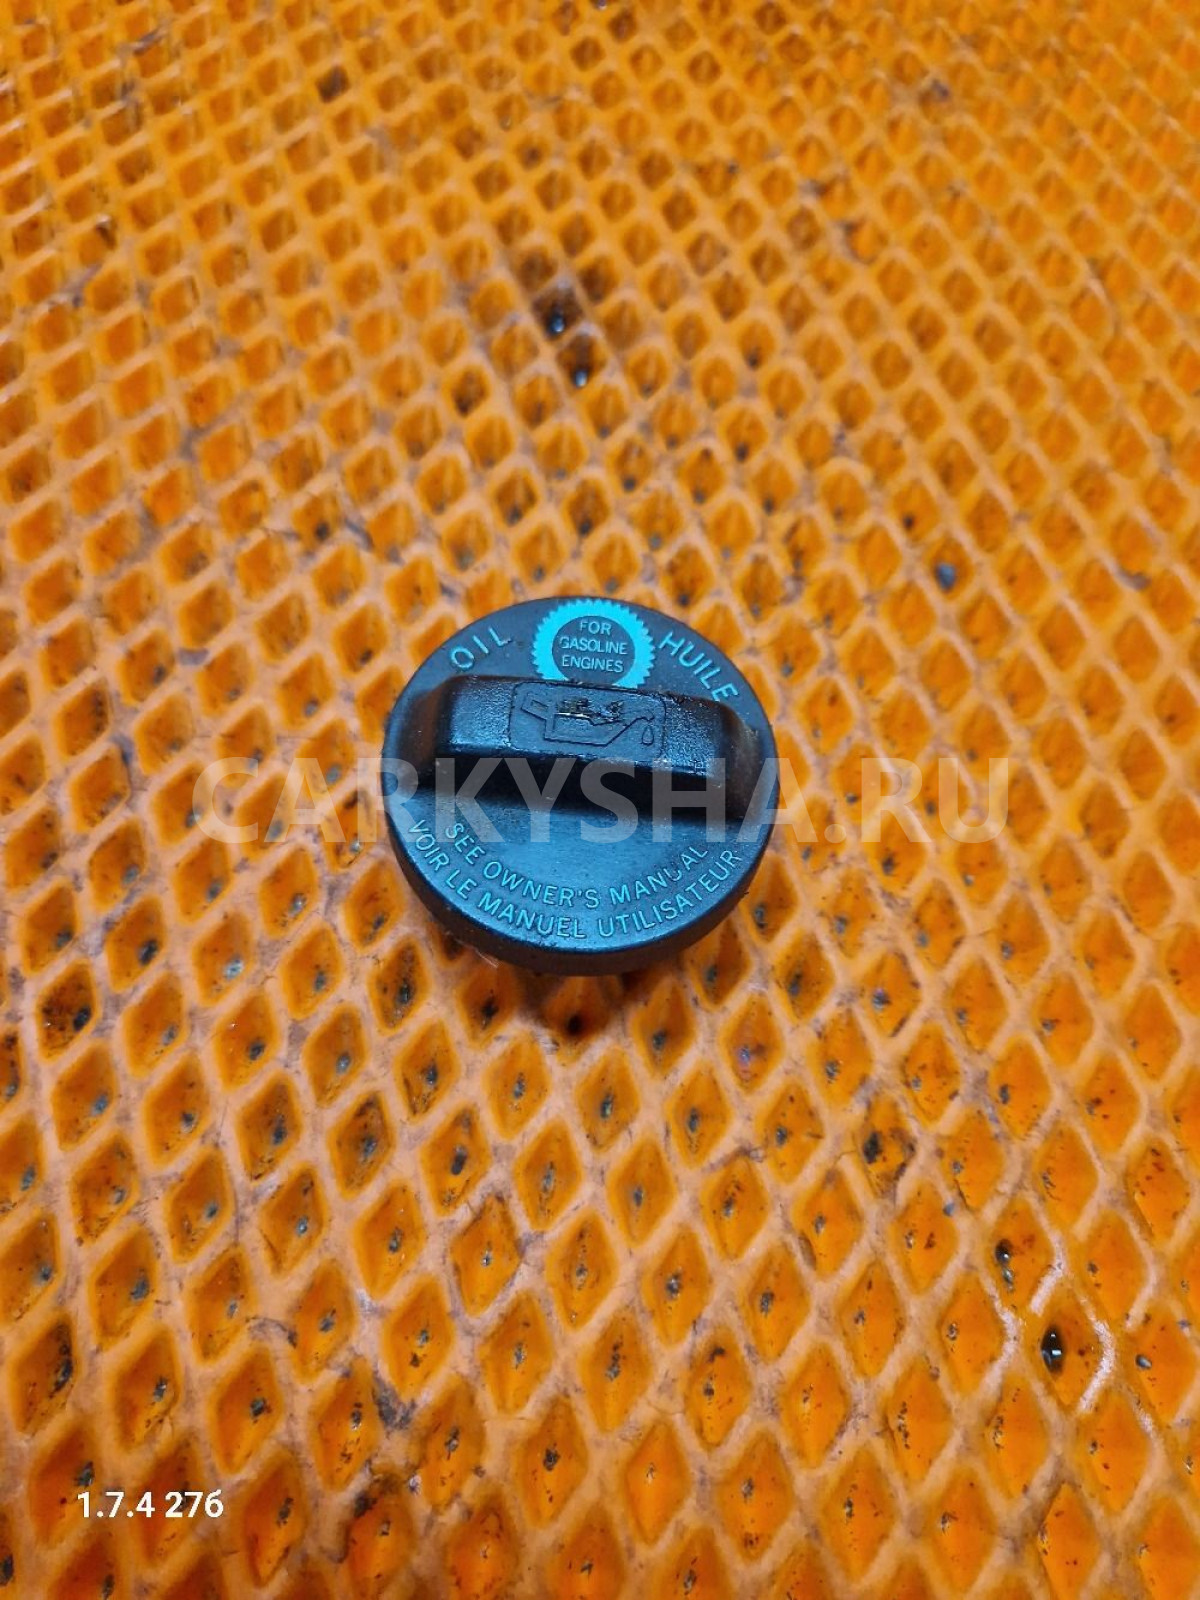 OIL
FOR
GASOLINE
ENGINES
HUILE
CARKYSHA.RU
SEE OWNER'S MANUAL
VOIR LE MANUEL UTILISATEUR
1.7.4 276